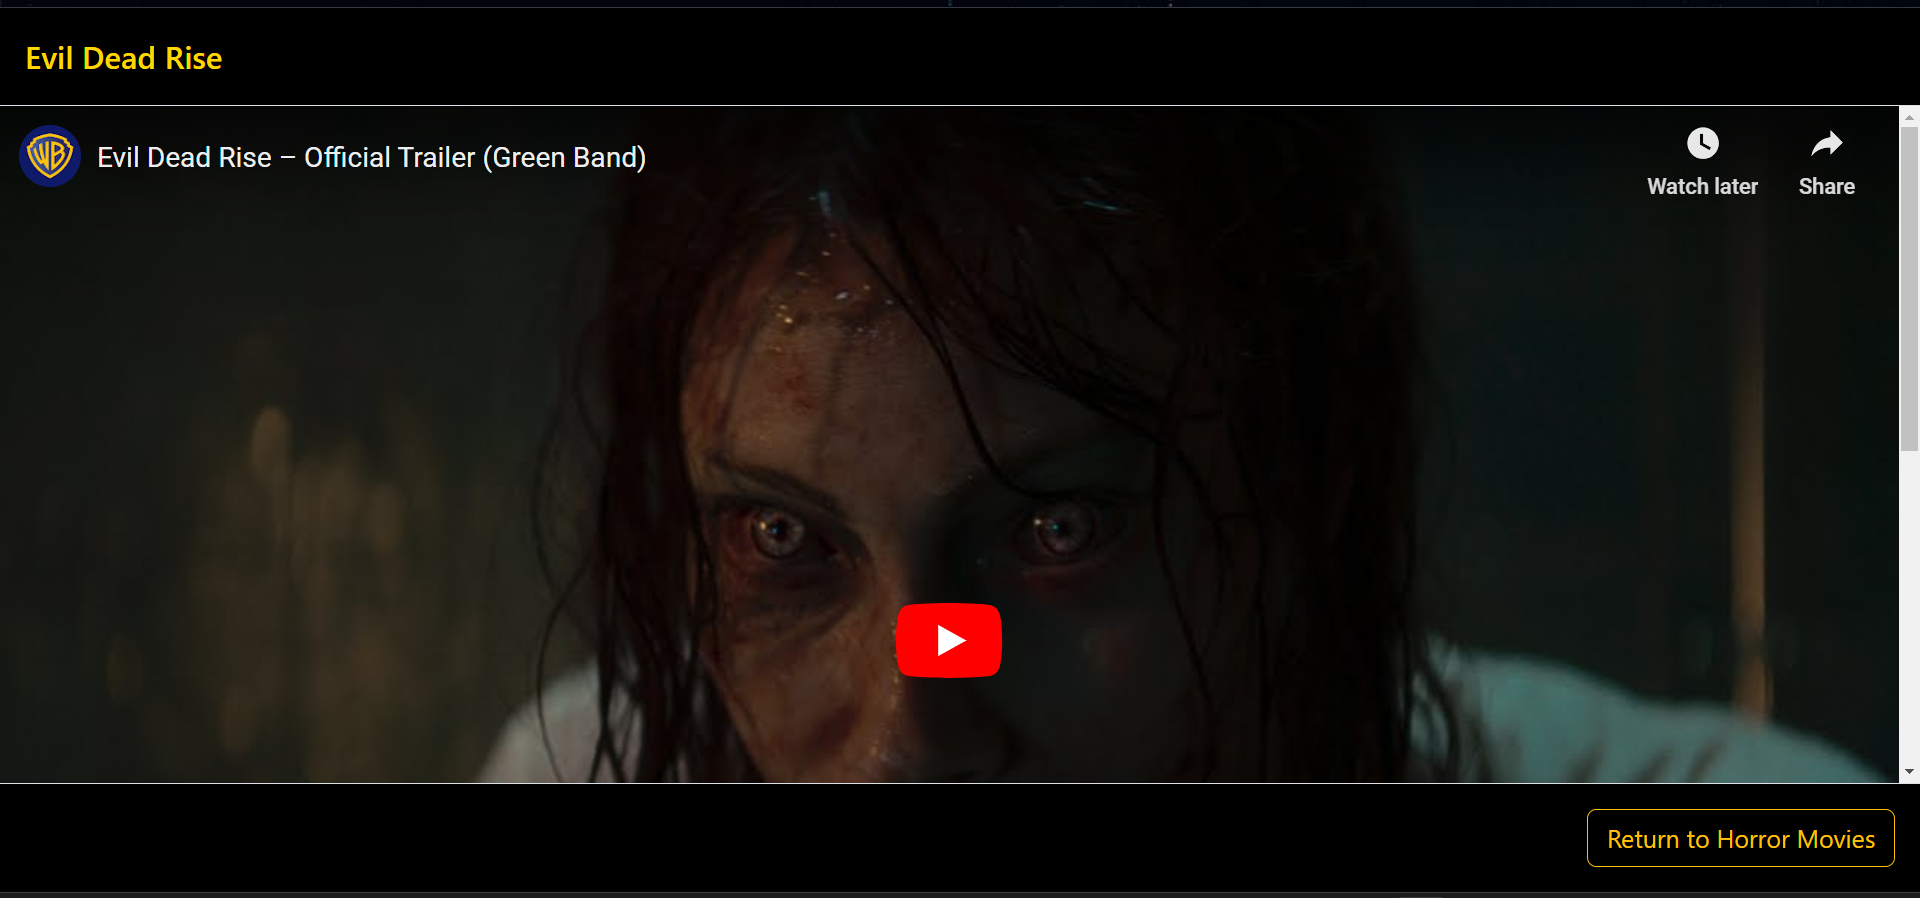 Evil Dead Rise
WB
Evil Dead Rise – Official Trailer (Green Band)
Watch later
Share
Return to Horror Movies